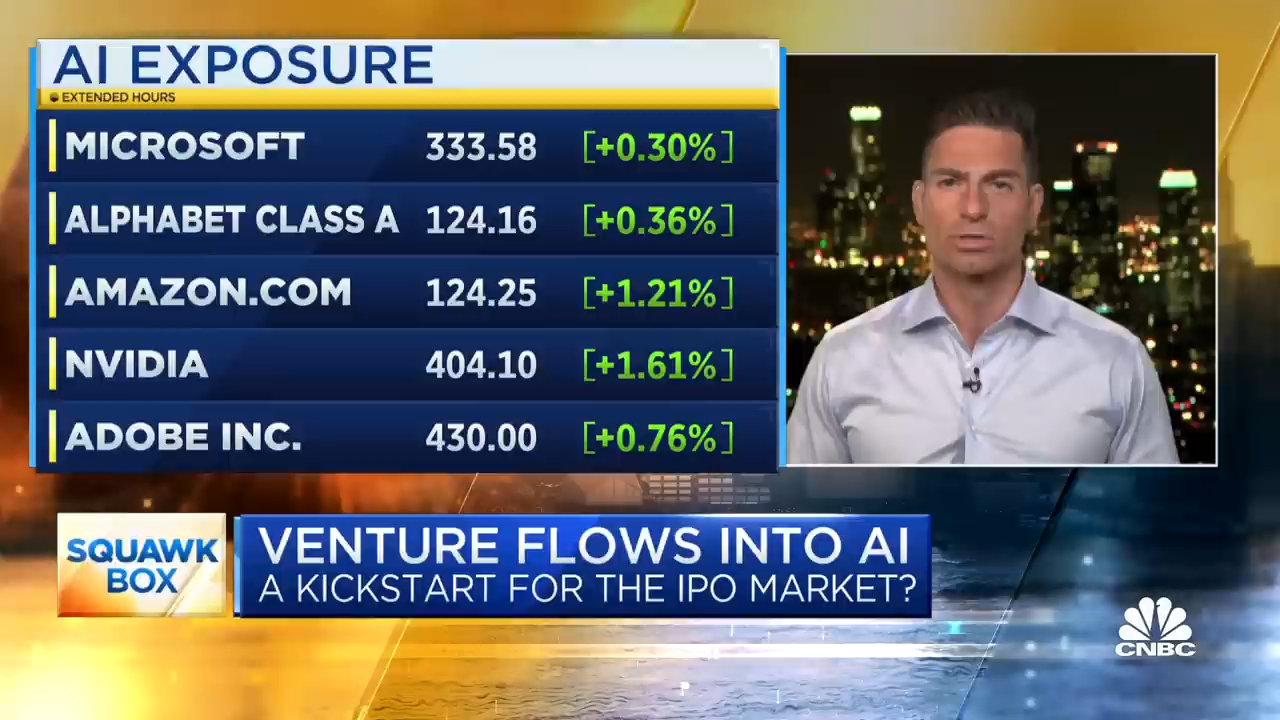 AI EXPOSURE
EXTENDED HOURS
MICROSOFT 333.58 [+0.30%]
ALPHABET CLASS A 124.16 [+0.36%]
AMAZON.COM 124.25 [+1.21%]
NVIDIA 404.10 [+1.61%]
ADOBE INC. 430.00 [+0.76%]
SQUAWK
BOX
VENTURE FLOWS INTO AI
A KICKSTART FOR THE IPO MARKET?
CNBC